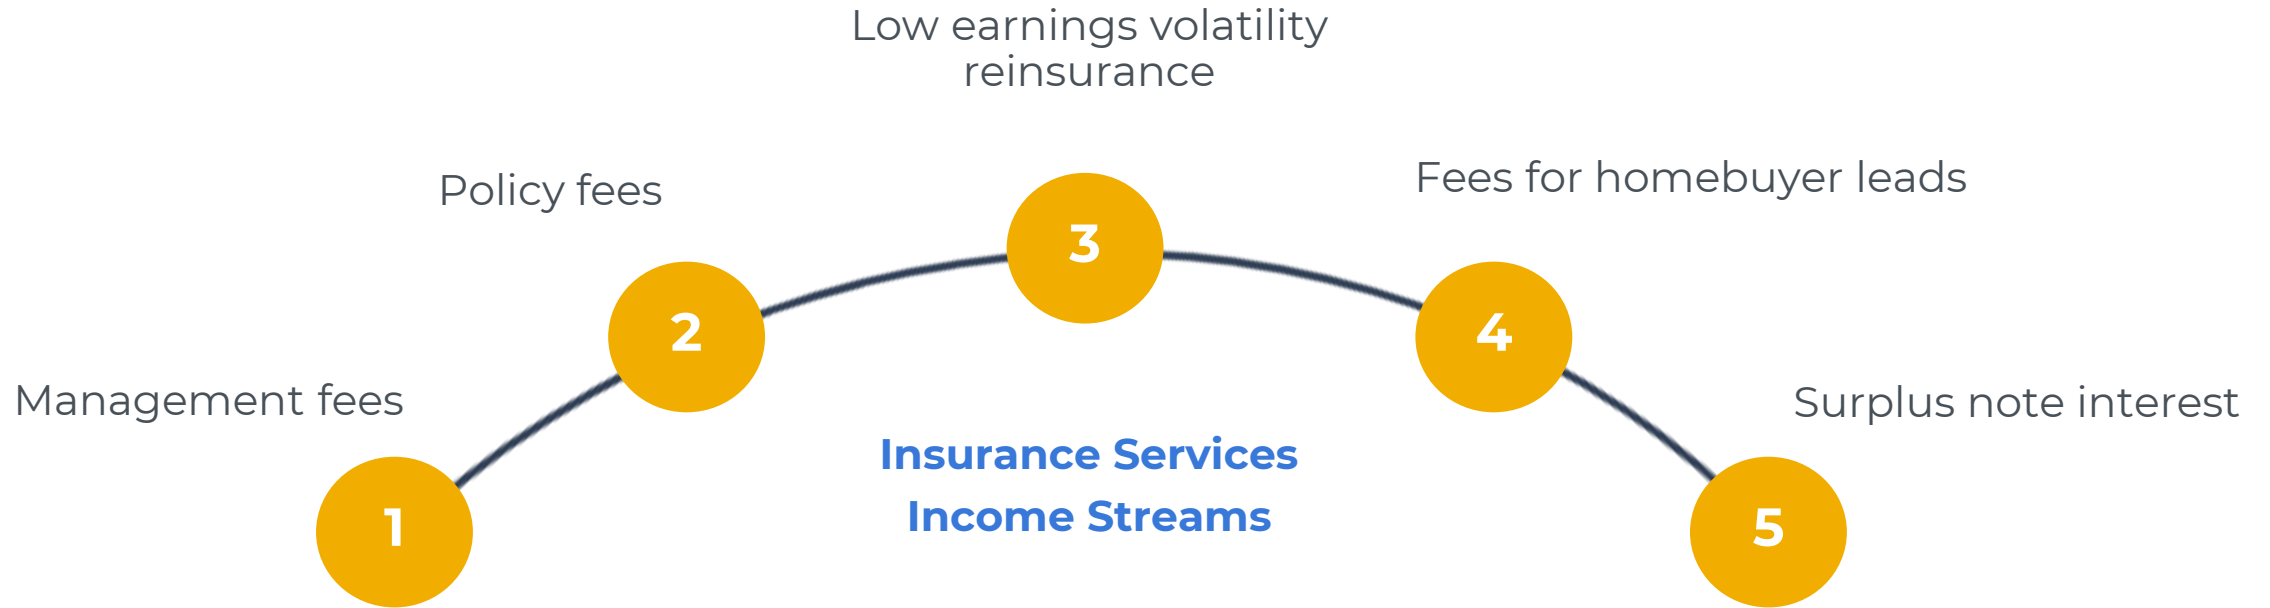 Low earnings volatility
reinsurance
Policy fees
Fees for homebuyer leads
3
2
4
Management fees
Surplus note interest
Insurance Services
Income Streams
1
5